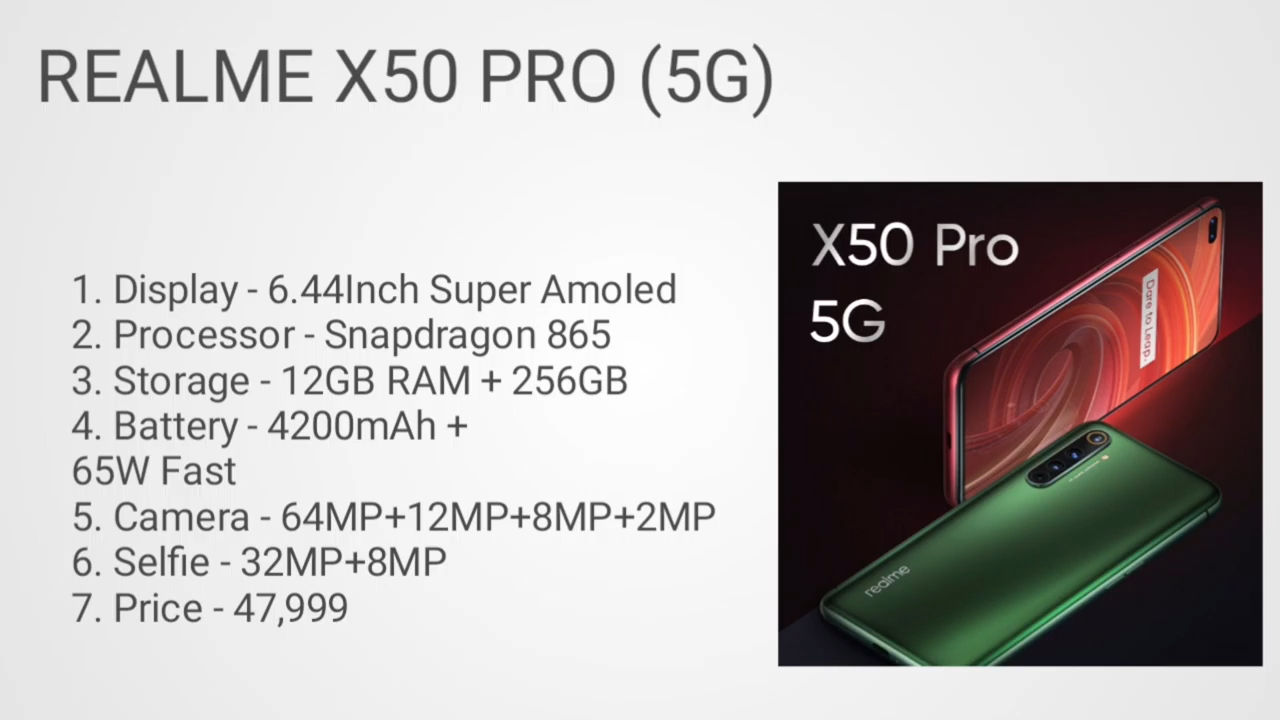 REALME X50 PRO (5G)
1. Display - 6.44Inch Super Amoled
2. Processor - Snapdragon 865
3. Storage - 12GB RAM + 256GB
4. Battery - 4200mAh +
65W Fast
5. Camera - 64MP+12MP+8MP+2MP
6. Selfie - 32MP+8MP
7. Price - 47,999
X50 Pro
5G
Dare to Leap.
realme